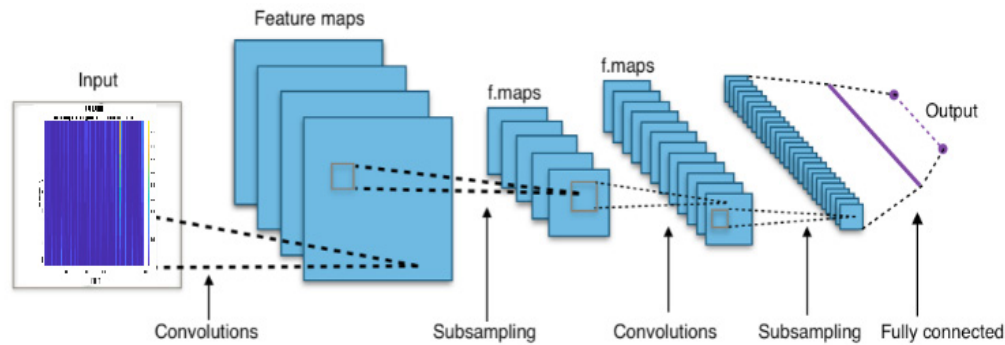 Feature maps
Input
f.maps
f.maps
Output
Convolutions
Subsampling
Convolutions
Subsampling
Fully connected